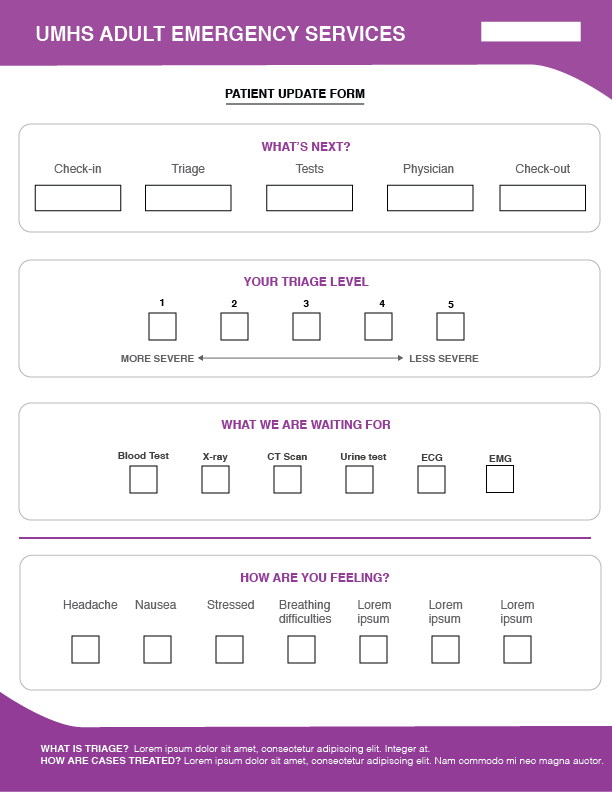 UMHS ADULT EMERGENCY SERVICES
PATIENT UPDATE FORM
WHAT'S NEXT?
Check-in Triage Tests Physician Check-out
YOUR TRIAGE LEVEL
1 2 3 4 5
MORE SEVERE LESS SEVERE
WHAT WE ARE WAITING FOR
Blood Test X-ray CT Scan Urine test ECG EMG
HOW ARE YOU FEELING?
Headache Nausea Stressed Breathing Lorem Lorem Lorem
difficulties ipsum ipsum ipsum
WHAT IS TRIAGE? Lorem ipsum dolor sit amet, consectetur adipiscing elit. Integer at.
HOW ARE CASES TREATED? Lorem ipsum dolor sit amet, consectetur adipiscing elit. Nam commodo mi neo magna auctor.